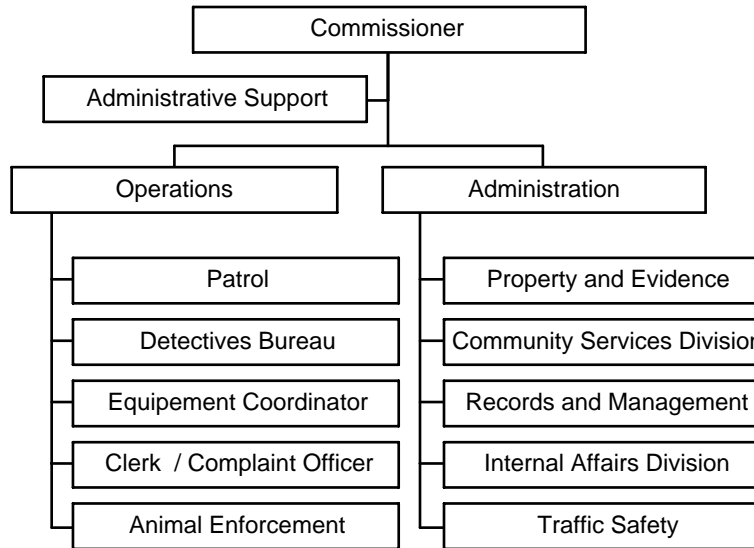 Commissioner
Administrative Support
Operations
Administration
Patrol
Property and Evidence
Detectives Bureau
Community Services Division
Equipement Coordinator
Records and Management
Clerk / Complaint Officer
Internal Affairs Division
Animal Enforcement
Traffic Safety